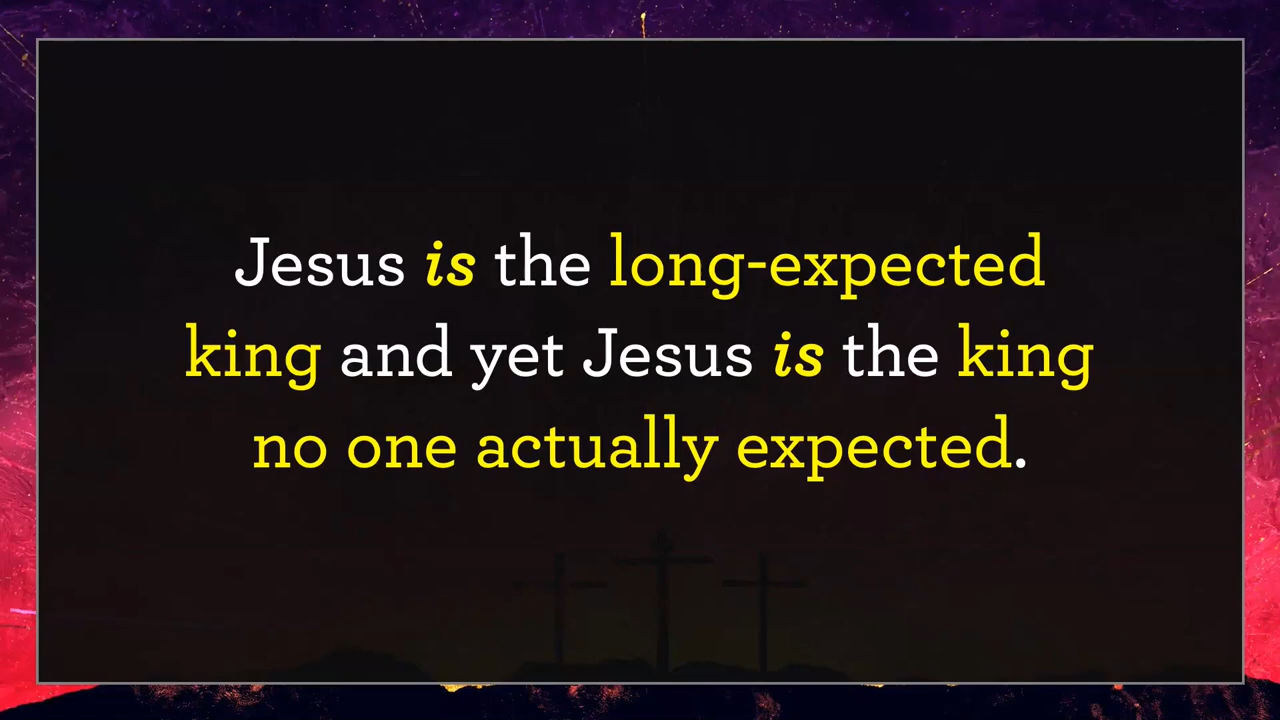 Jesus is the long-expected
king and yet Jesus is the king
no one actually expected.